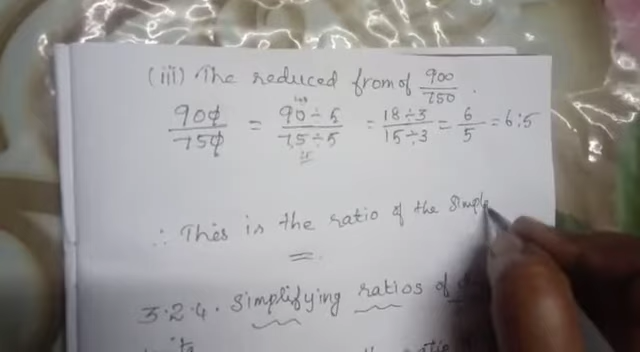 (iii) The reduced from of 900/750.
900/750 = 90÷5/75÷5 = 18÷3/15÷3 = 6/5 = 6:5
∴ This is the ratio of the Simple
3.2.4. Simplifying ratios of